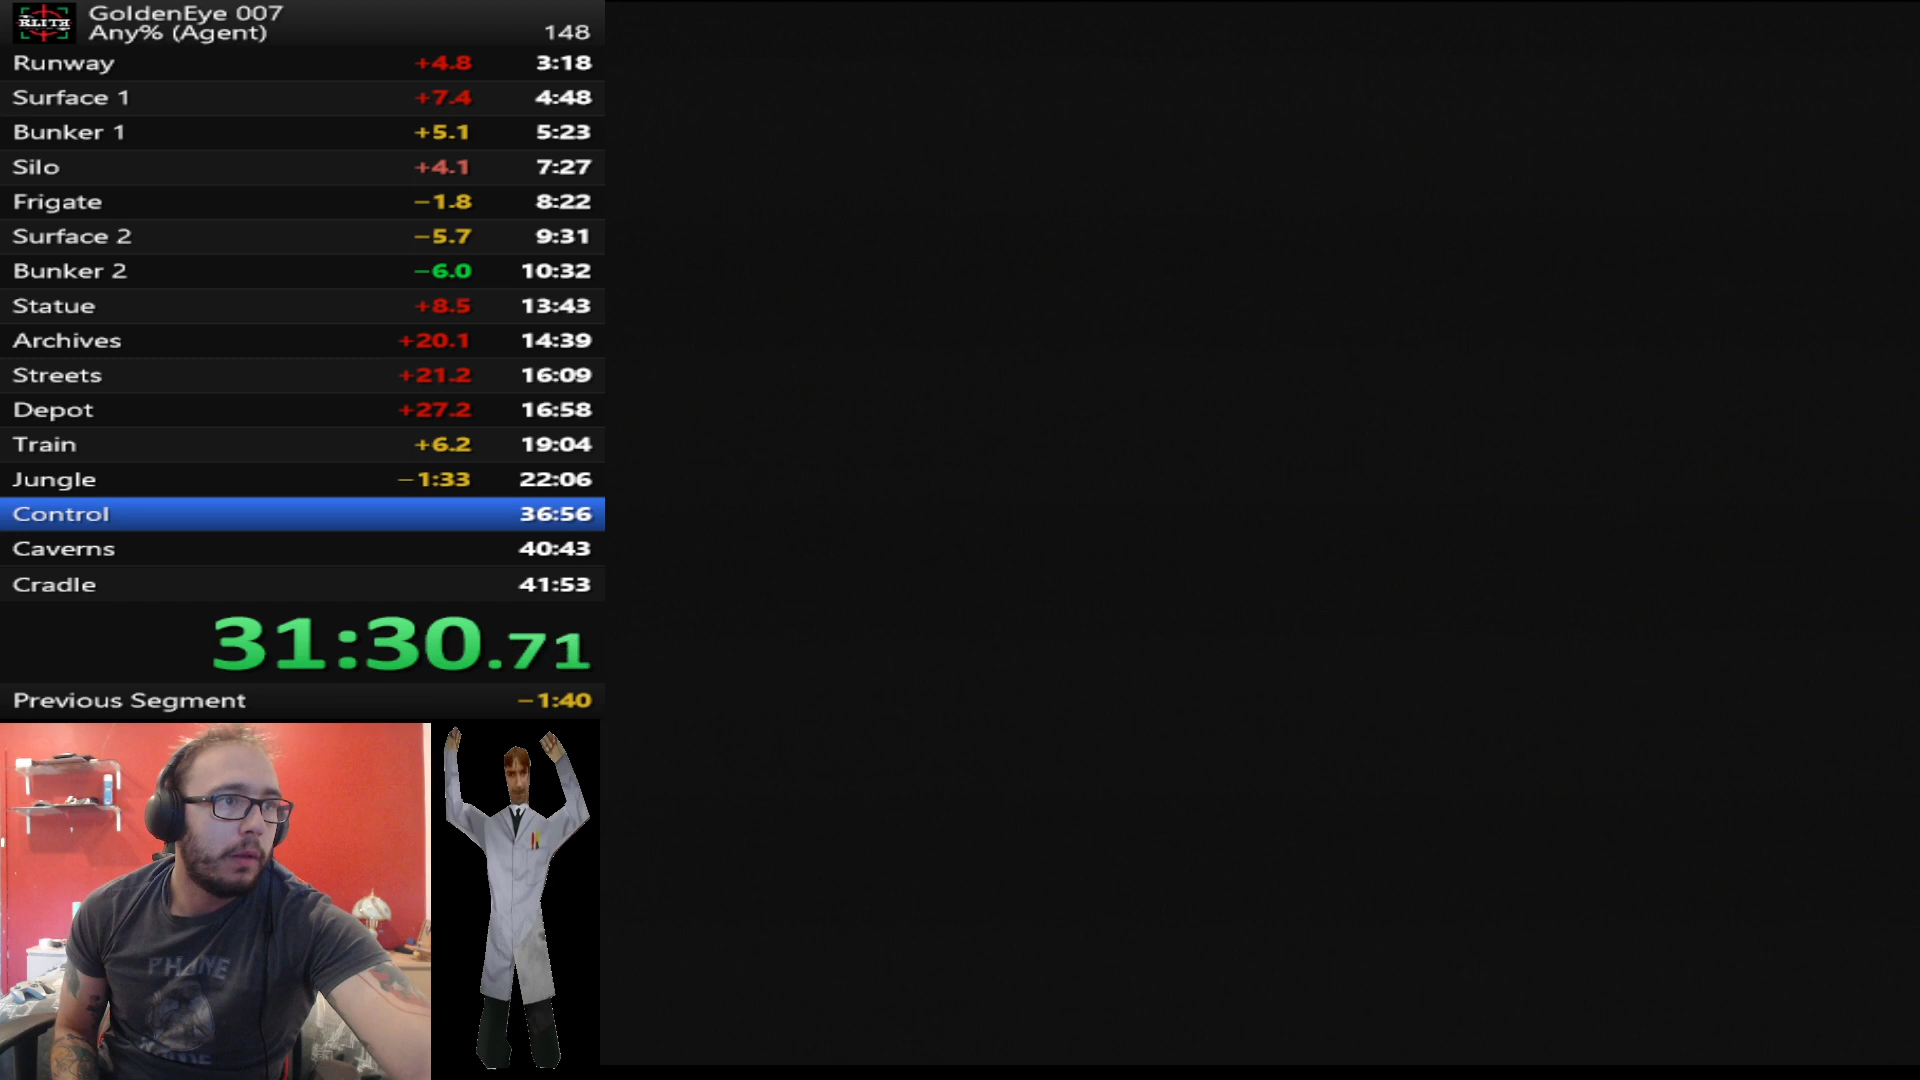 RLITH
GoldenEye 007
Any% (Agent) 148
Runway +4.8 3:18
Surface 1 +7.4 4:48
Bunker 1 +5.1 5:23
Silo +4.1 7:27
Frigate −1.8 8:22
Surface 2 −5.7 9:31
Bunker 2 −6.0 10:32
Statue +8.5 13:43
Archives +20.1 14:39
Streets +21.2 16:09
Depot +27.2 16:58
Train +6.2 19:04
Jungle −1:33 22:06
Control 36:56
Caverns 40:43
Cradle 41:53
31:30.71
Previous Segment −1:40
PHONE
HOME